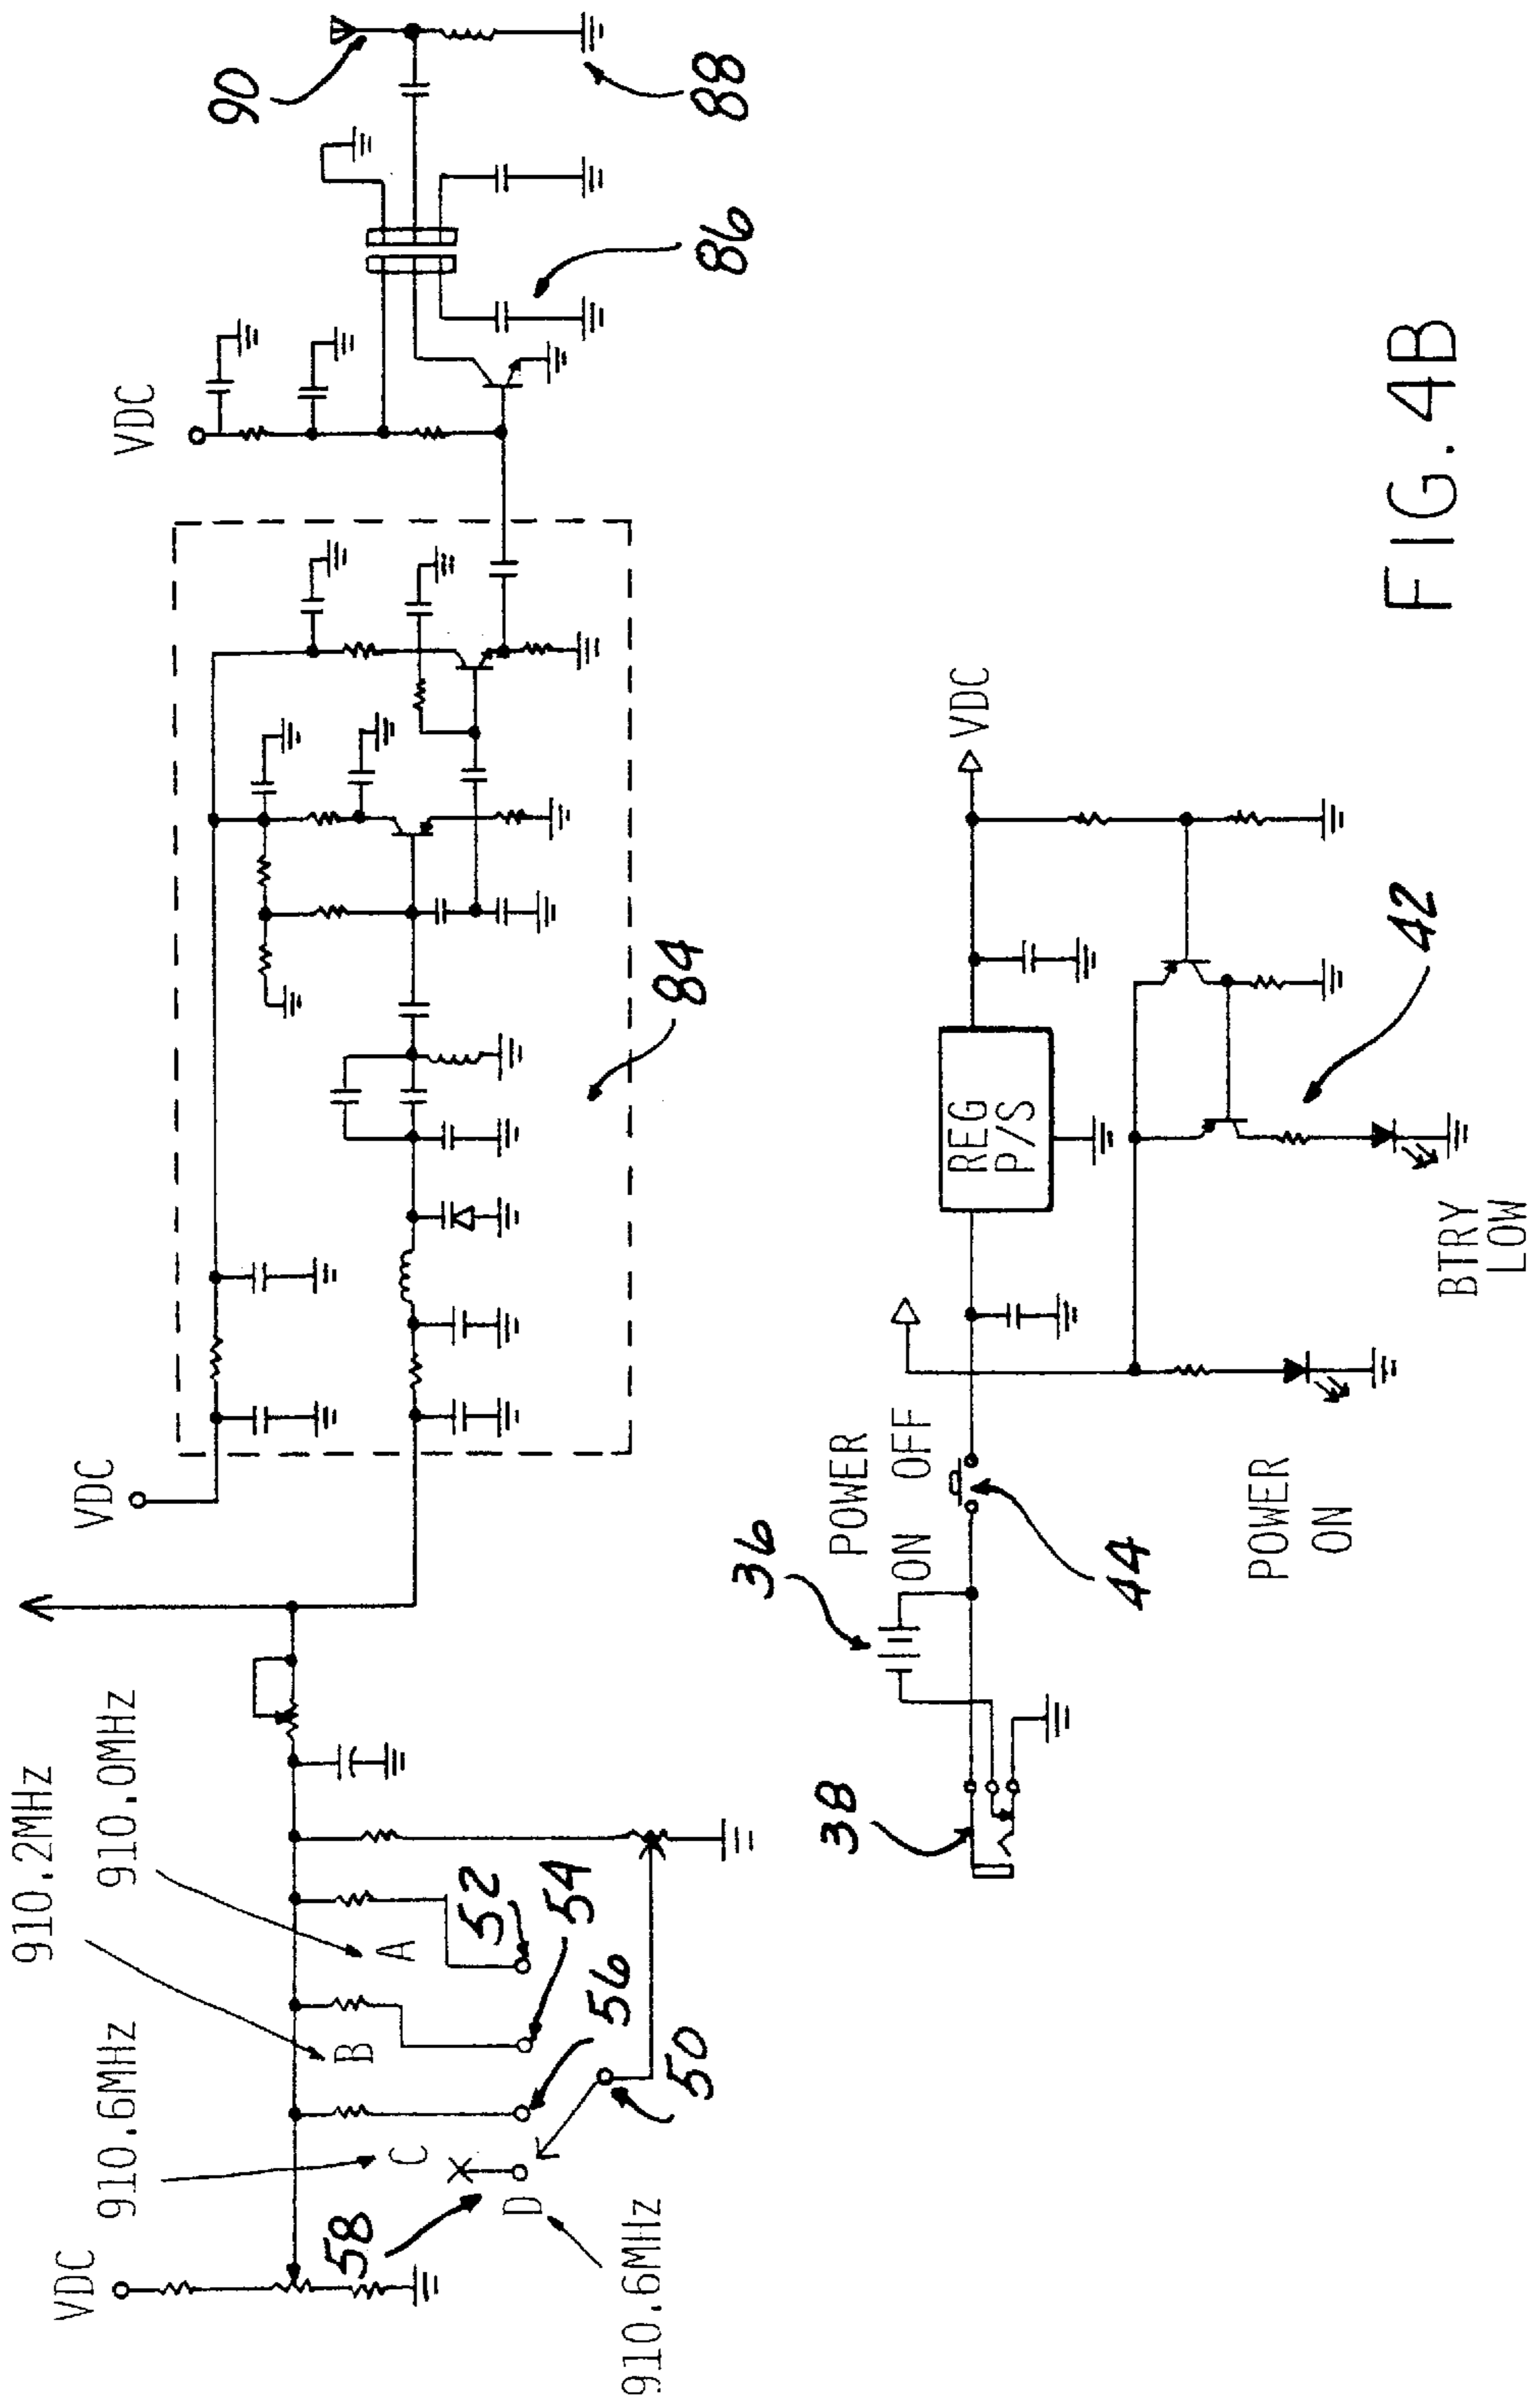 VDC
910.6MHz
910.2MHz
910.0MHz
A
B
C
D
910.6MHz
58
56
54
52
50
VDC
84
VDC
86
90
88
38
36
POWER
ON OFF
44
POWER
ON
REG
P/S
VDC
42
BTRY
LOW
FIG. 4B